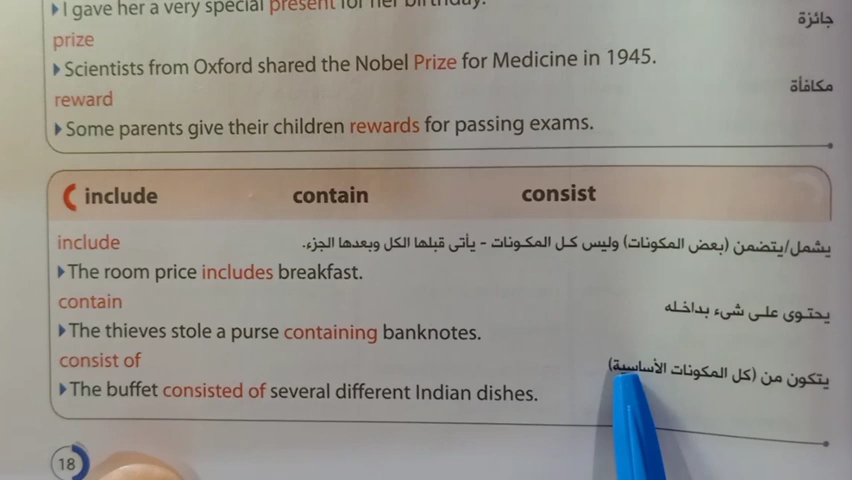 I gave her a very special present for her birthday.
prize جائزة
Scientists from Oxford shared the Nobel Prize for Medicine in 1945.
reward مكافأة
Some parents give their children rewards for passing exams.
include contain consist
include يشمل/يتضمن (بعض المكونات) وليس كل المكونات - يأتى قبلها الكل وبعدها الجزء.
The room price includes breakfast.
contain يحتوى على شىء بداخله
The thieves stole a purse containing banknotes.
consist of يتكون من (كل المكونات الأساسية)
The buffet consisted of several different Indian dishes.
18